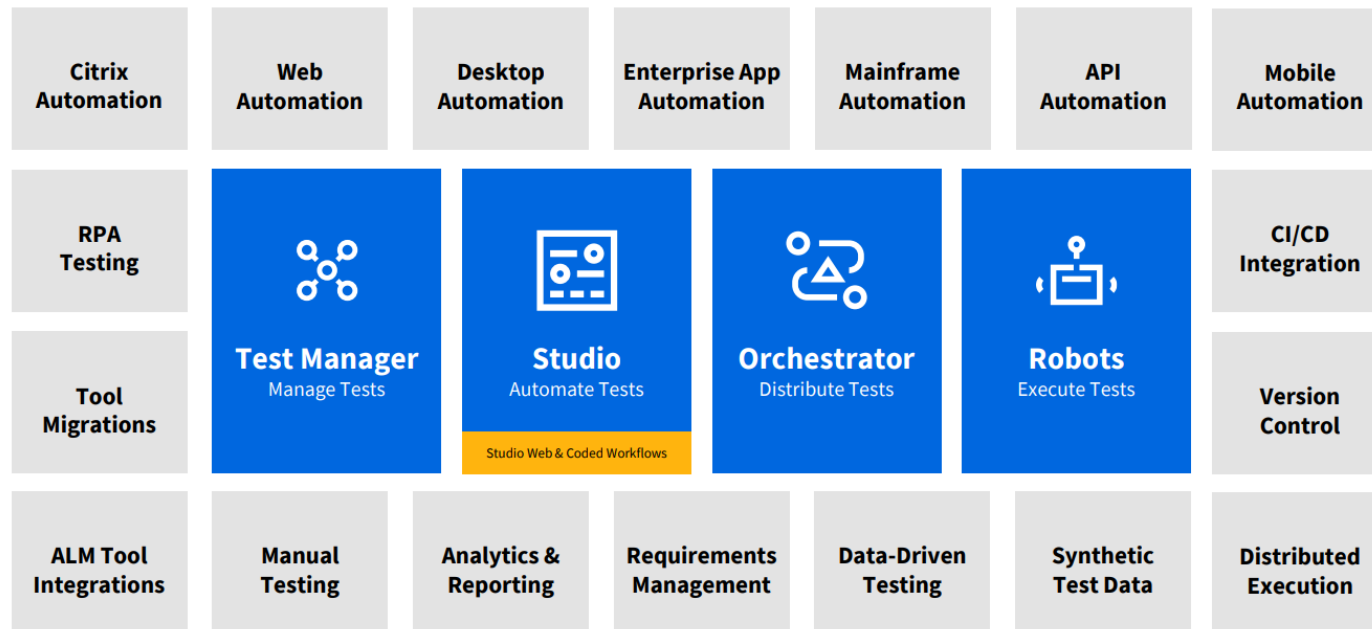 Citrix
Automation
Web
Automation
Desktop
Automation
Enterprise App
Automation
Mainframe
Automation
API
Automation
Mobile
Automation
RPA
Testing
Test Manager
Manage Tests
Studio
Automate Tests
Studio Web & Coded Workflows
Orchestrator
Distribute Tests
Robots
Execute Tests
CI/CD
Integration
Tool
Migrations
Version
Control
ALM Tool
Integrations
Manual
Testing
Analytics &
Reporting
Requirements
Management
Data-Driven
Testing
Synthetic
Test Data
Distributed
Execution